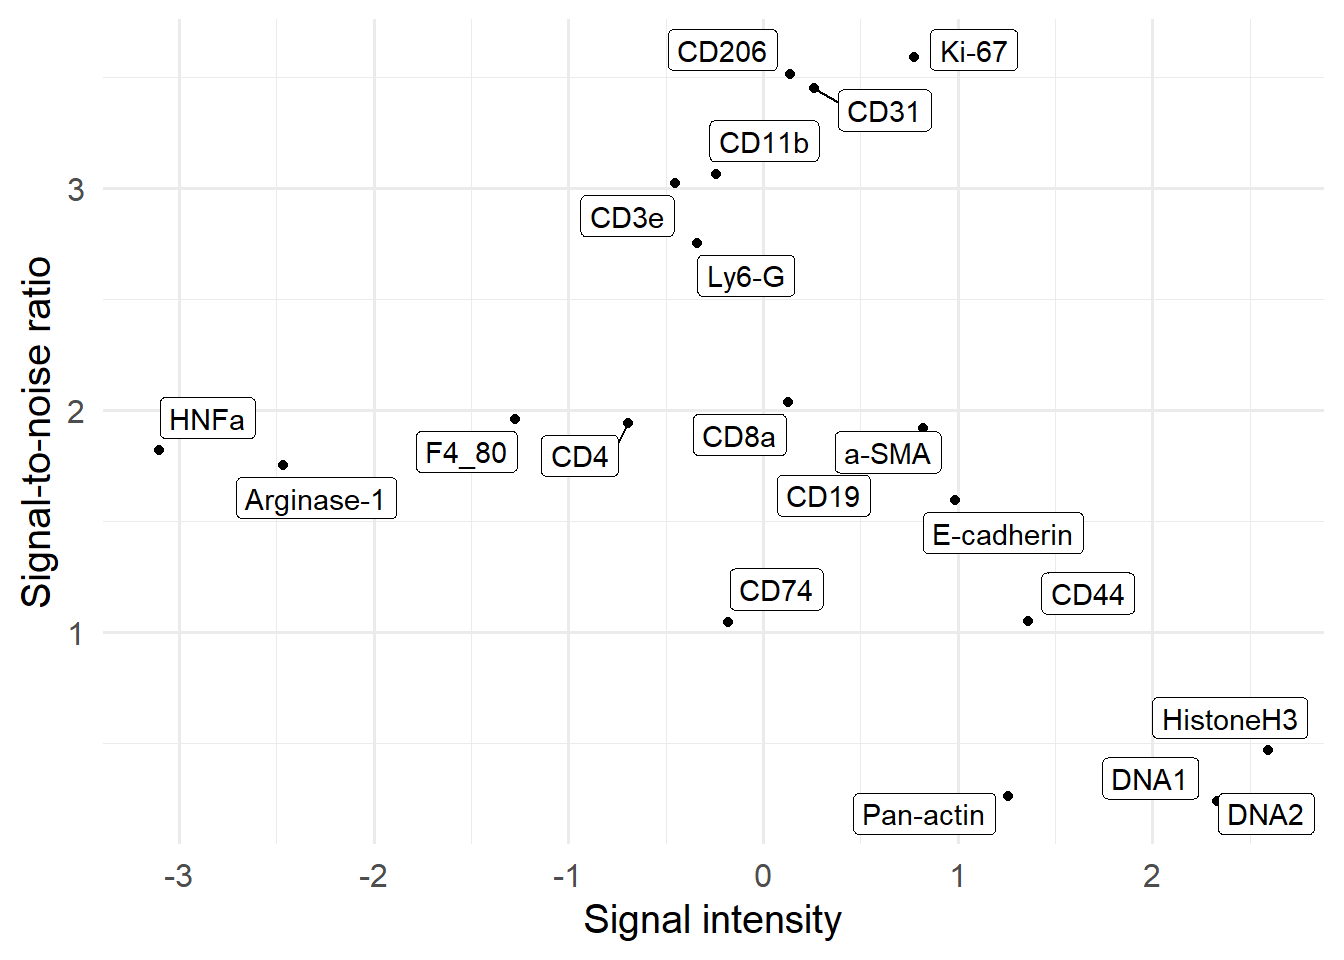 CD206
Ki-67
CD31
CD11b
3
CD3e
Ly6-G
HNFa
2
F4_80
CD4
CD8a
a-SMA
Arginase-1
CD19
E-cadherin
CD74
CD44
1
HistoneH3
DNA1
Pan-actin
DNA2
-3
-2
-1
0
1
2
Signal intensity
Signal-to-noise ratio